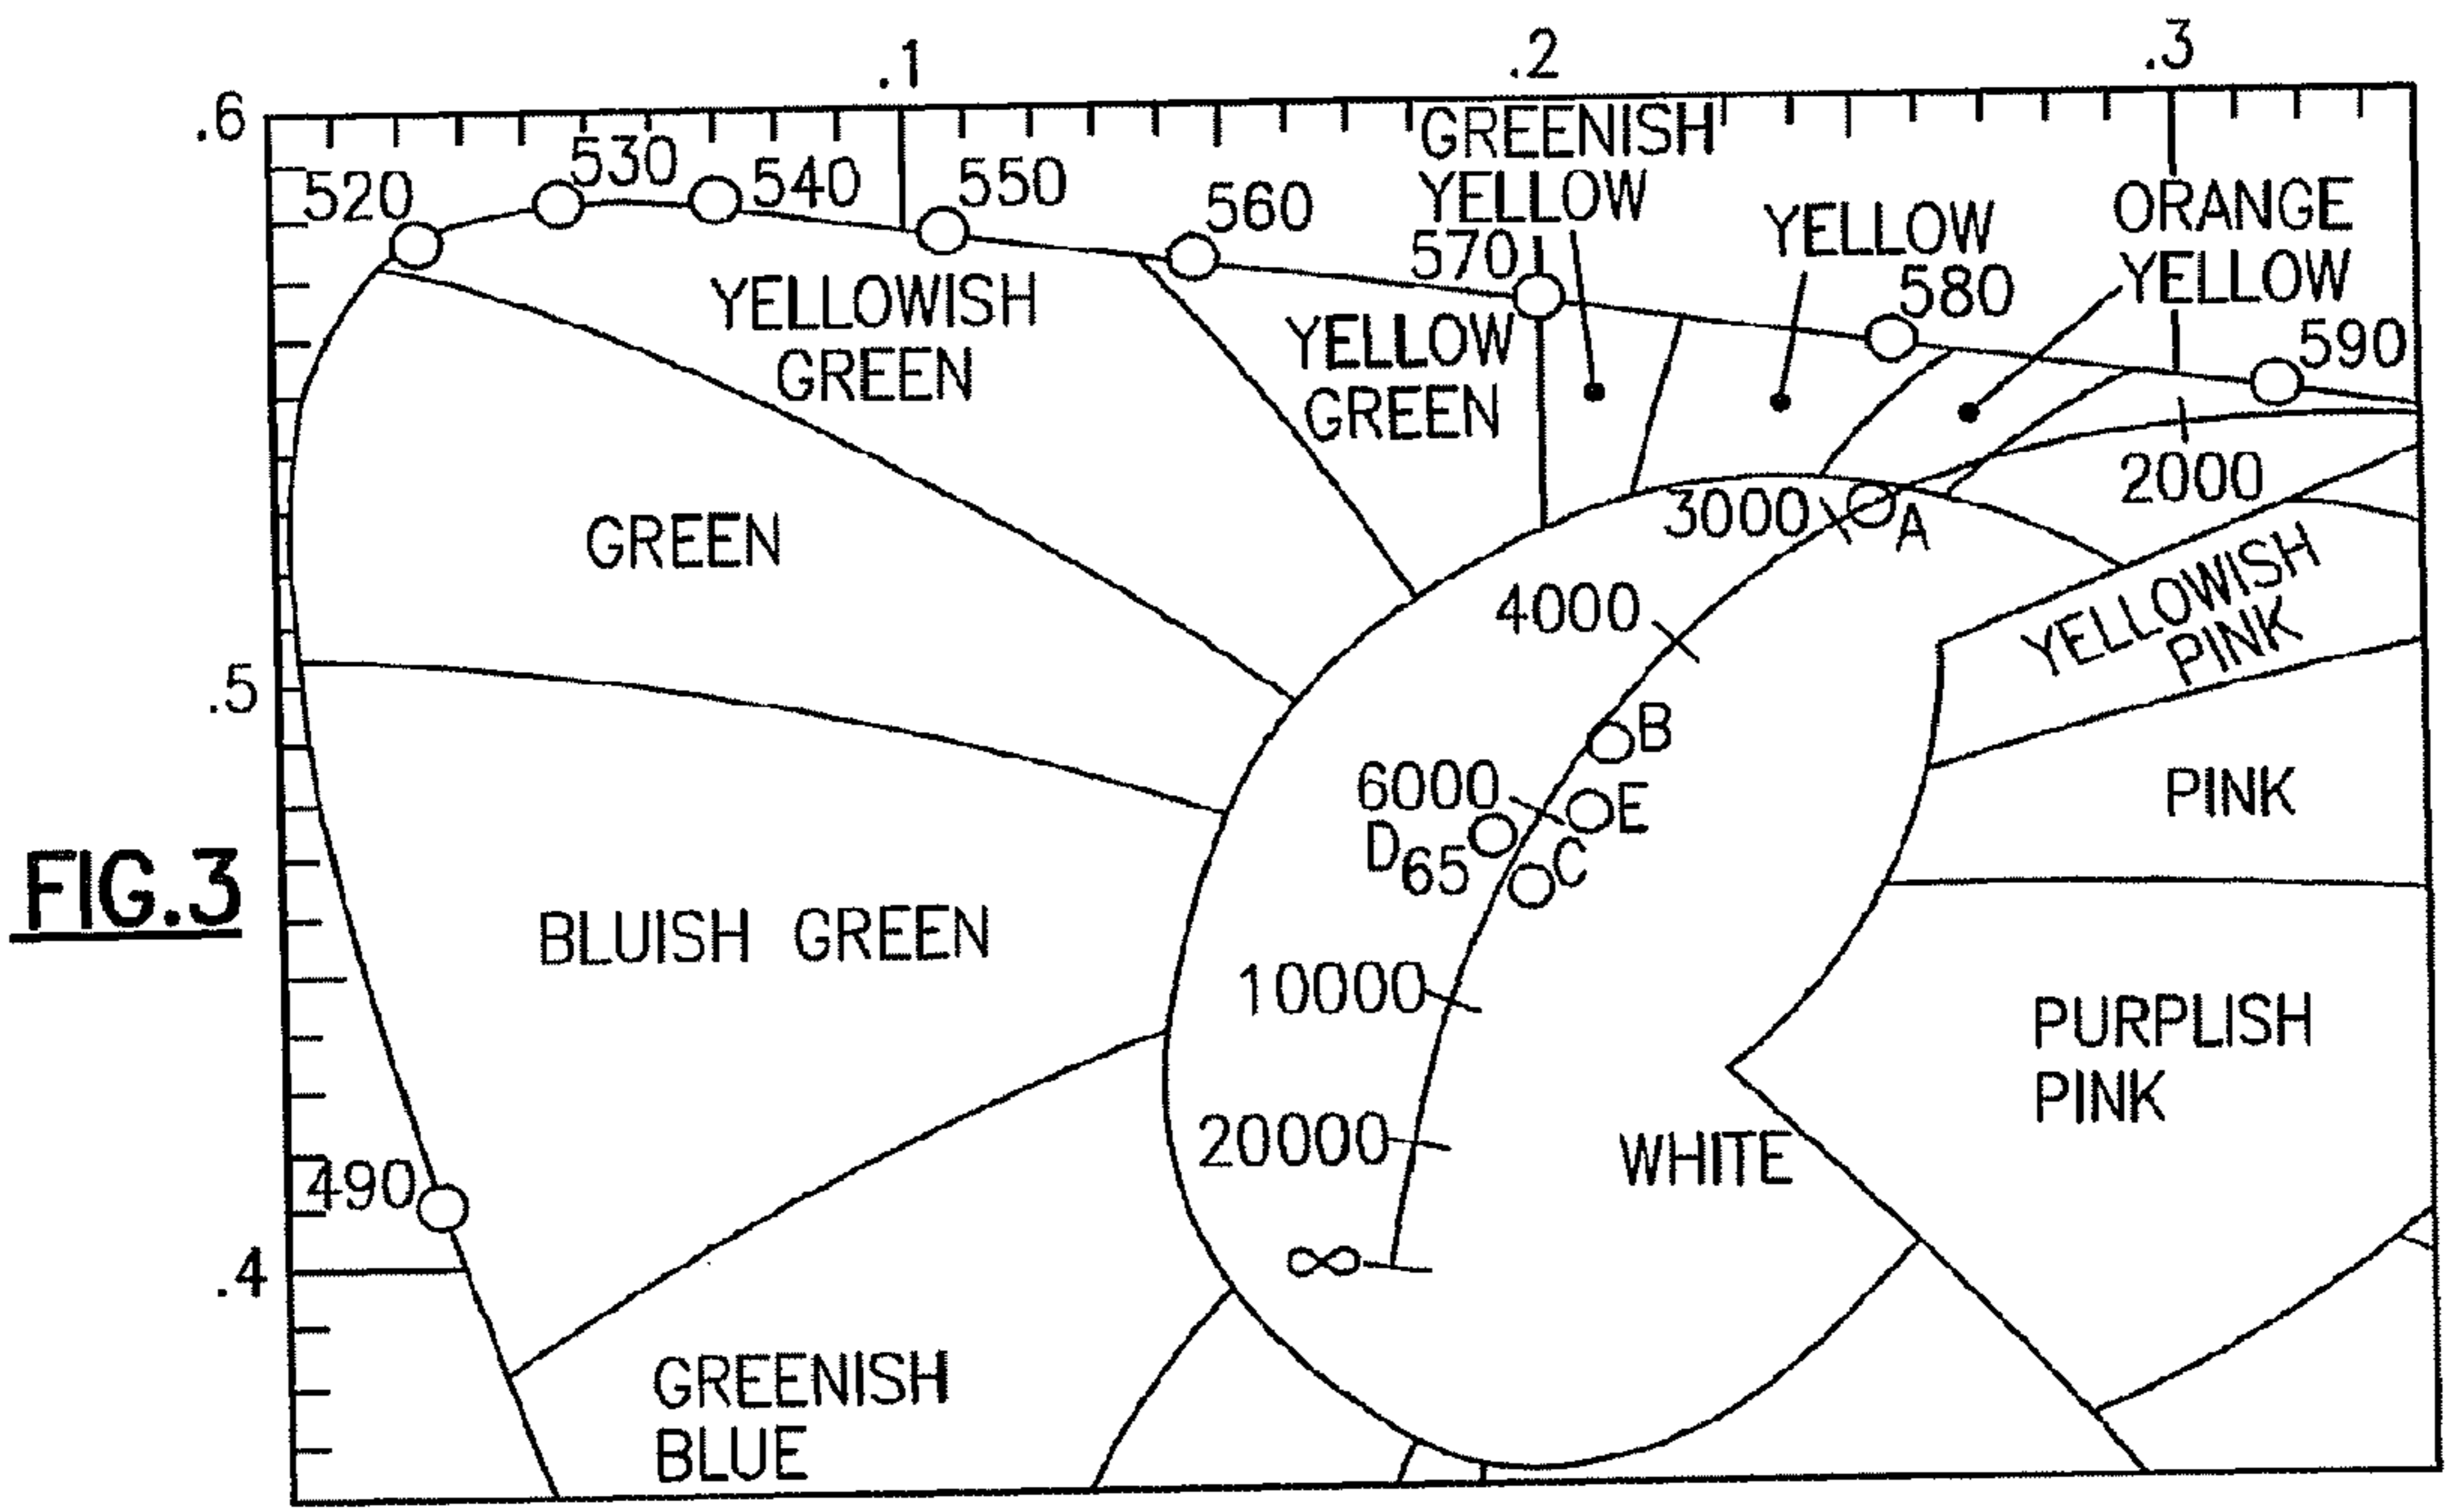 .1
.2
.3
.6
GREENISH
YELLOW
520
530
540
550
560
570
YELLOW
580
ORANGE
YELLOW
590
YELLOWISH
GREEN
YELLOW
GREEN
2000
3000
A
GREEN
YELLOWISH
PINK
4000
.5
B
6000
E
PINK
D65
C
FIG.3
BLUISH GREEN
10000
PURPLISH
PINK
20000
WHITE
490
∞
.4
GREENISH
BLUE